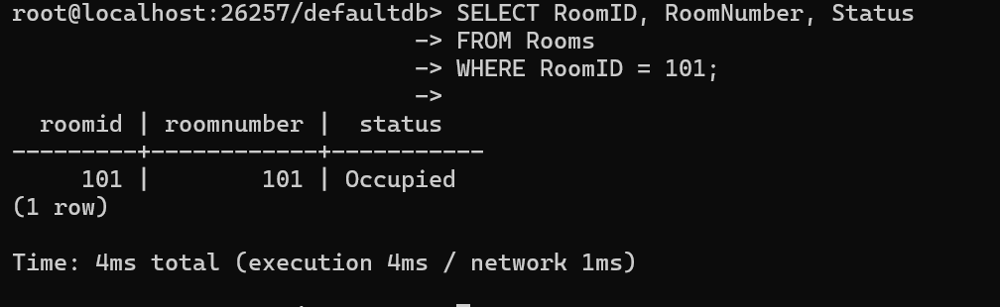 root@localhost:26257/defaultdb> SELECT RoomID, RoomNumber, Status
                             -> FROM Rooms
                             -> WHERE RoomID = 101;
                             ->
  roomid | roomnumber |  status
---------+------------+-----------
     101 |        101 | Occupied
(1 row)

Time: 4ms total (execution 4ms / network 1ms)